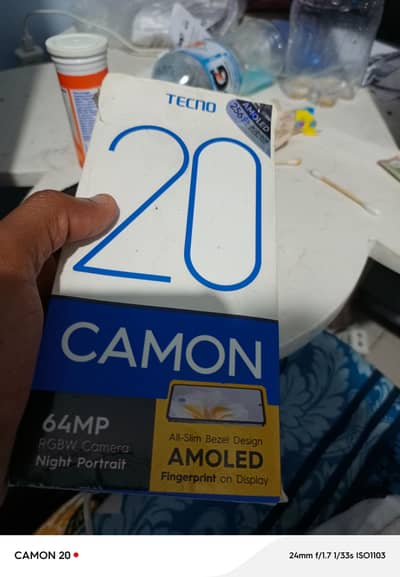 TECNO
AMOLED
20
CAMON
64MP
RGBW Camera
Night Portrait
All-Slim Bezel Design
AMOLED
Fingerprint on Display
CAMON 20
24mm f/1.7 1/33s ISO1103